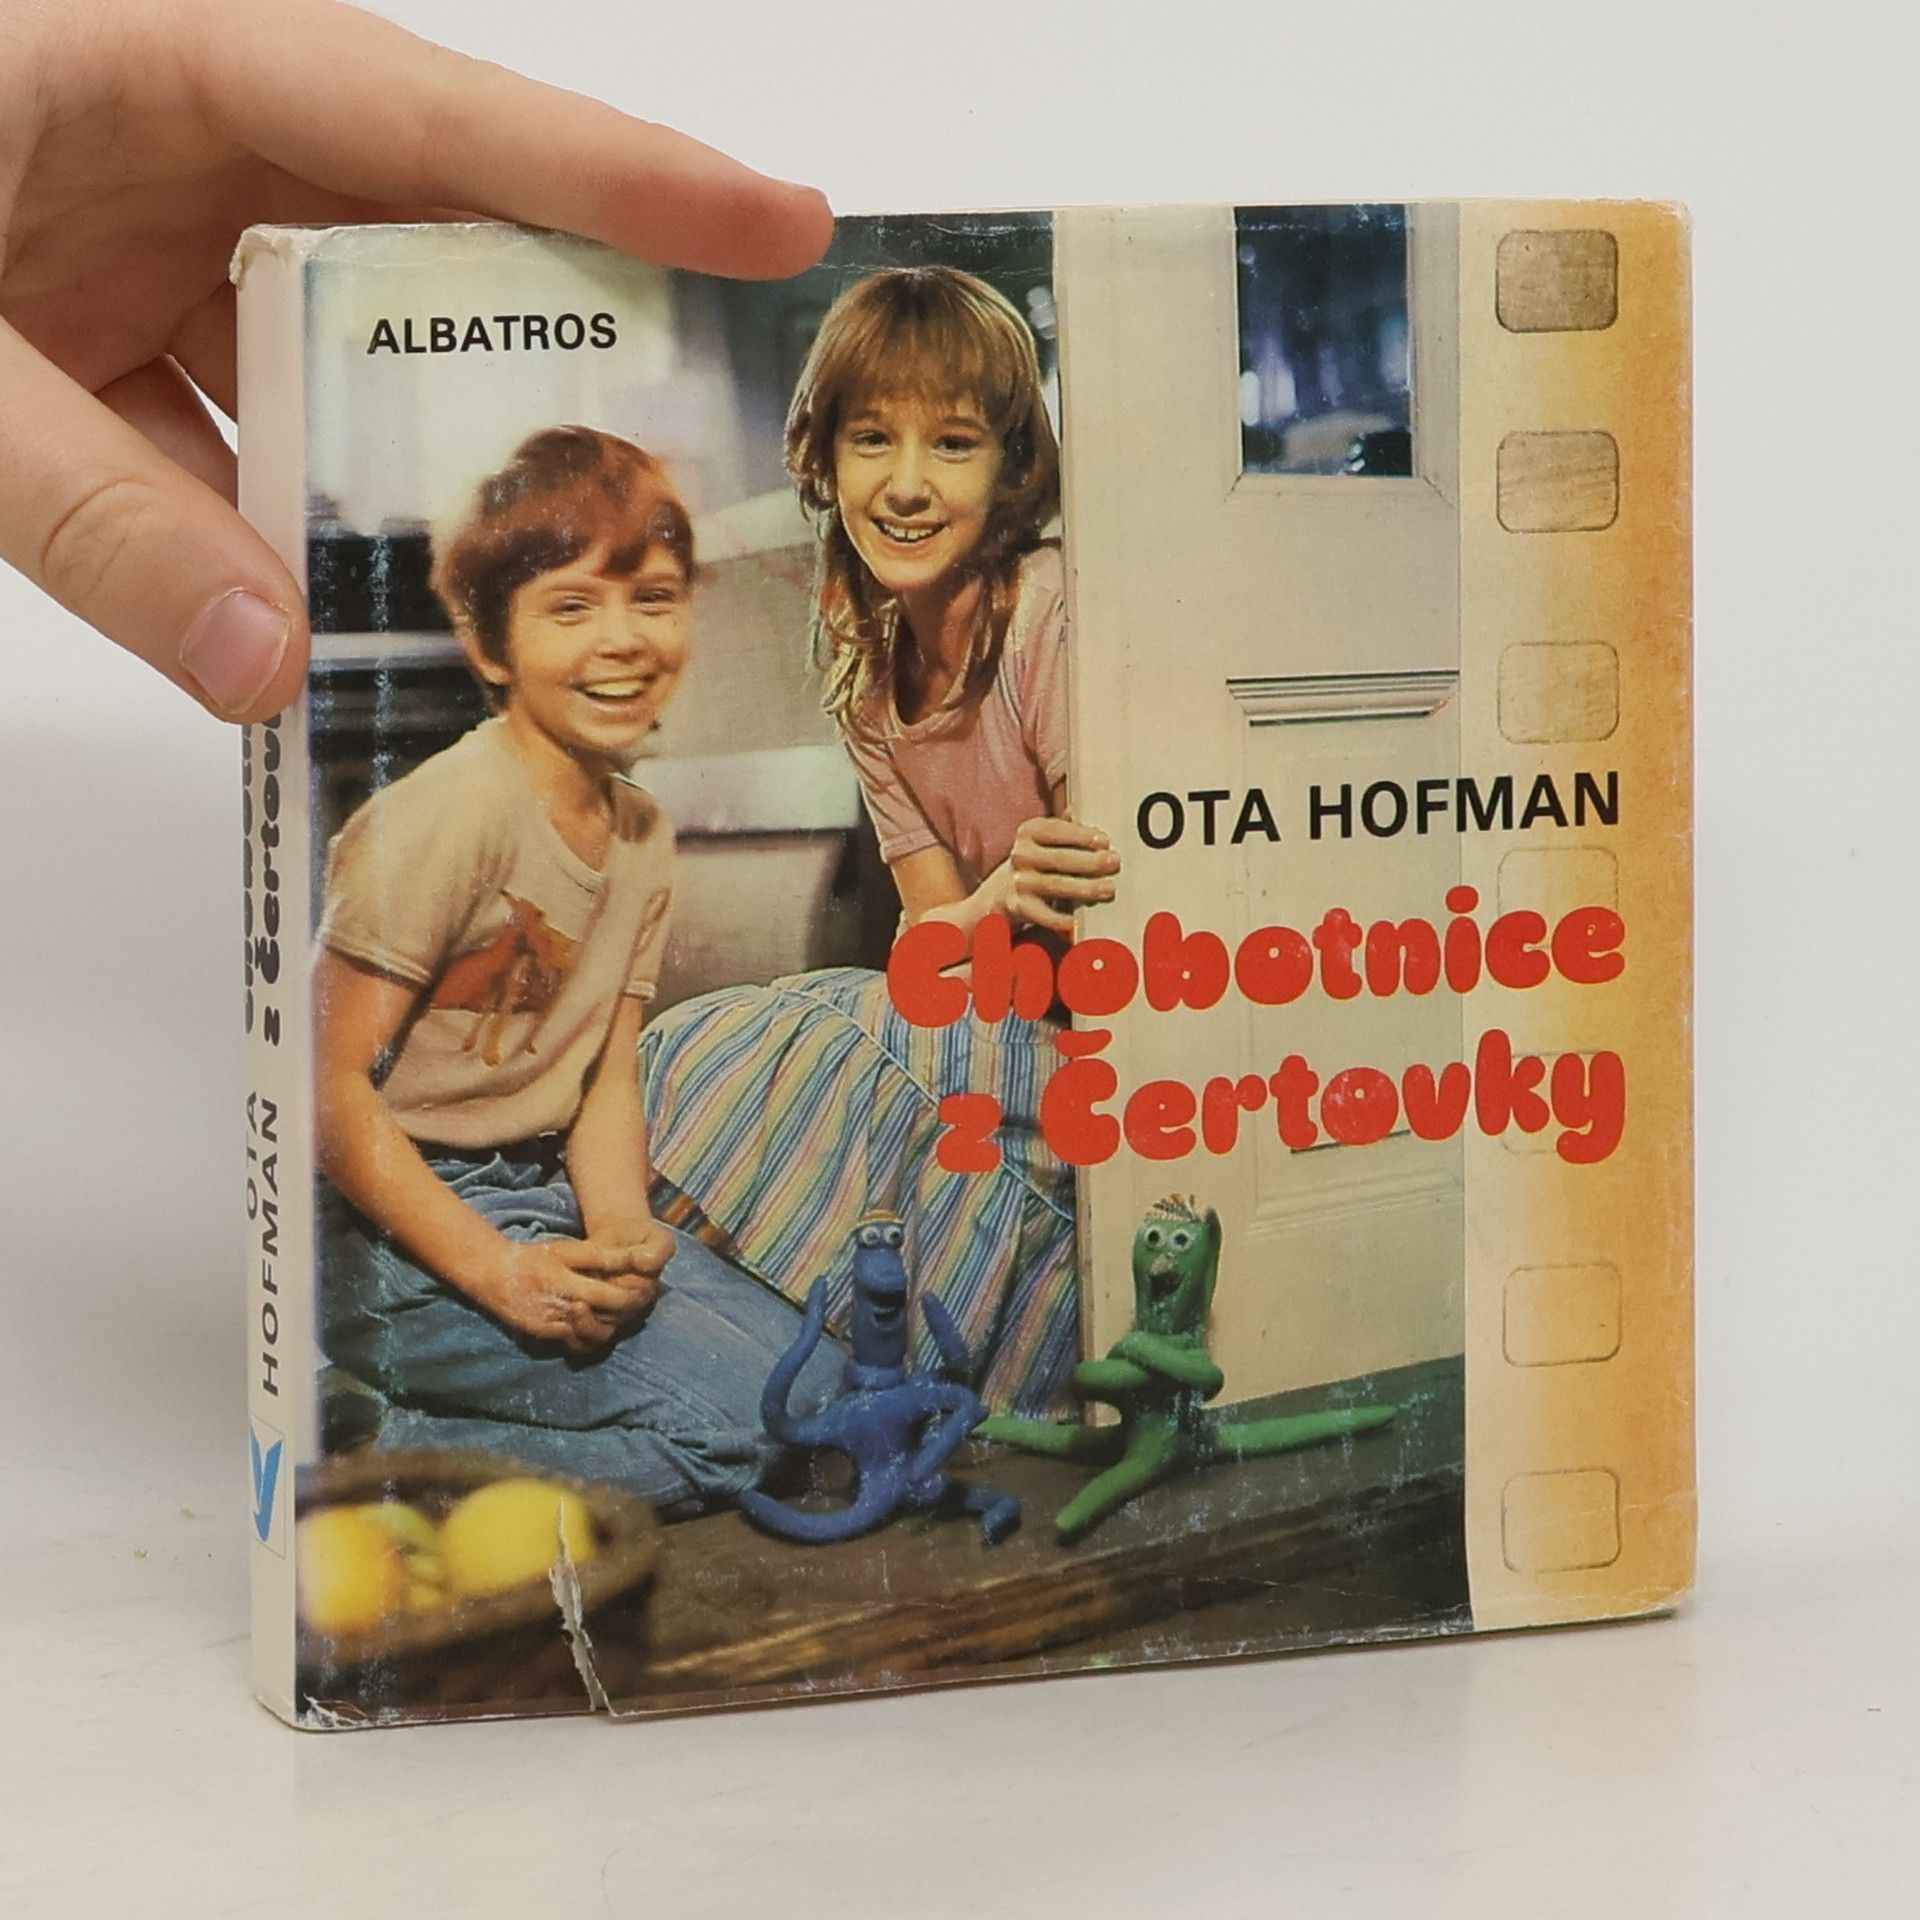 ALBATROS
OTA HOFMAN
Chobotnice
z Čertovky
OTA
HOFMAN
z